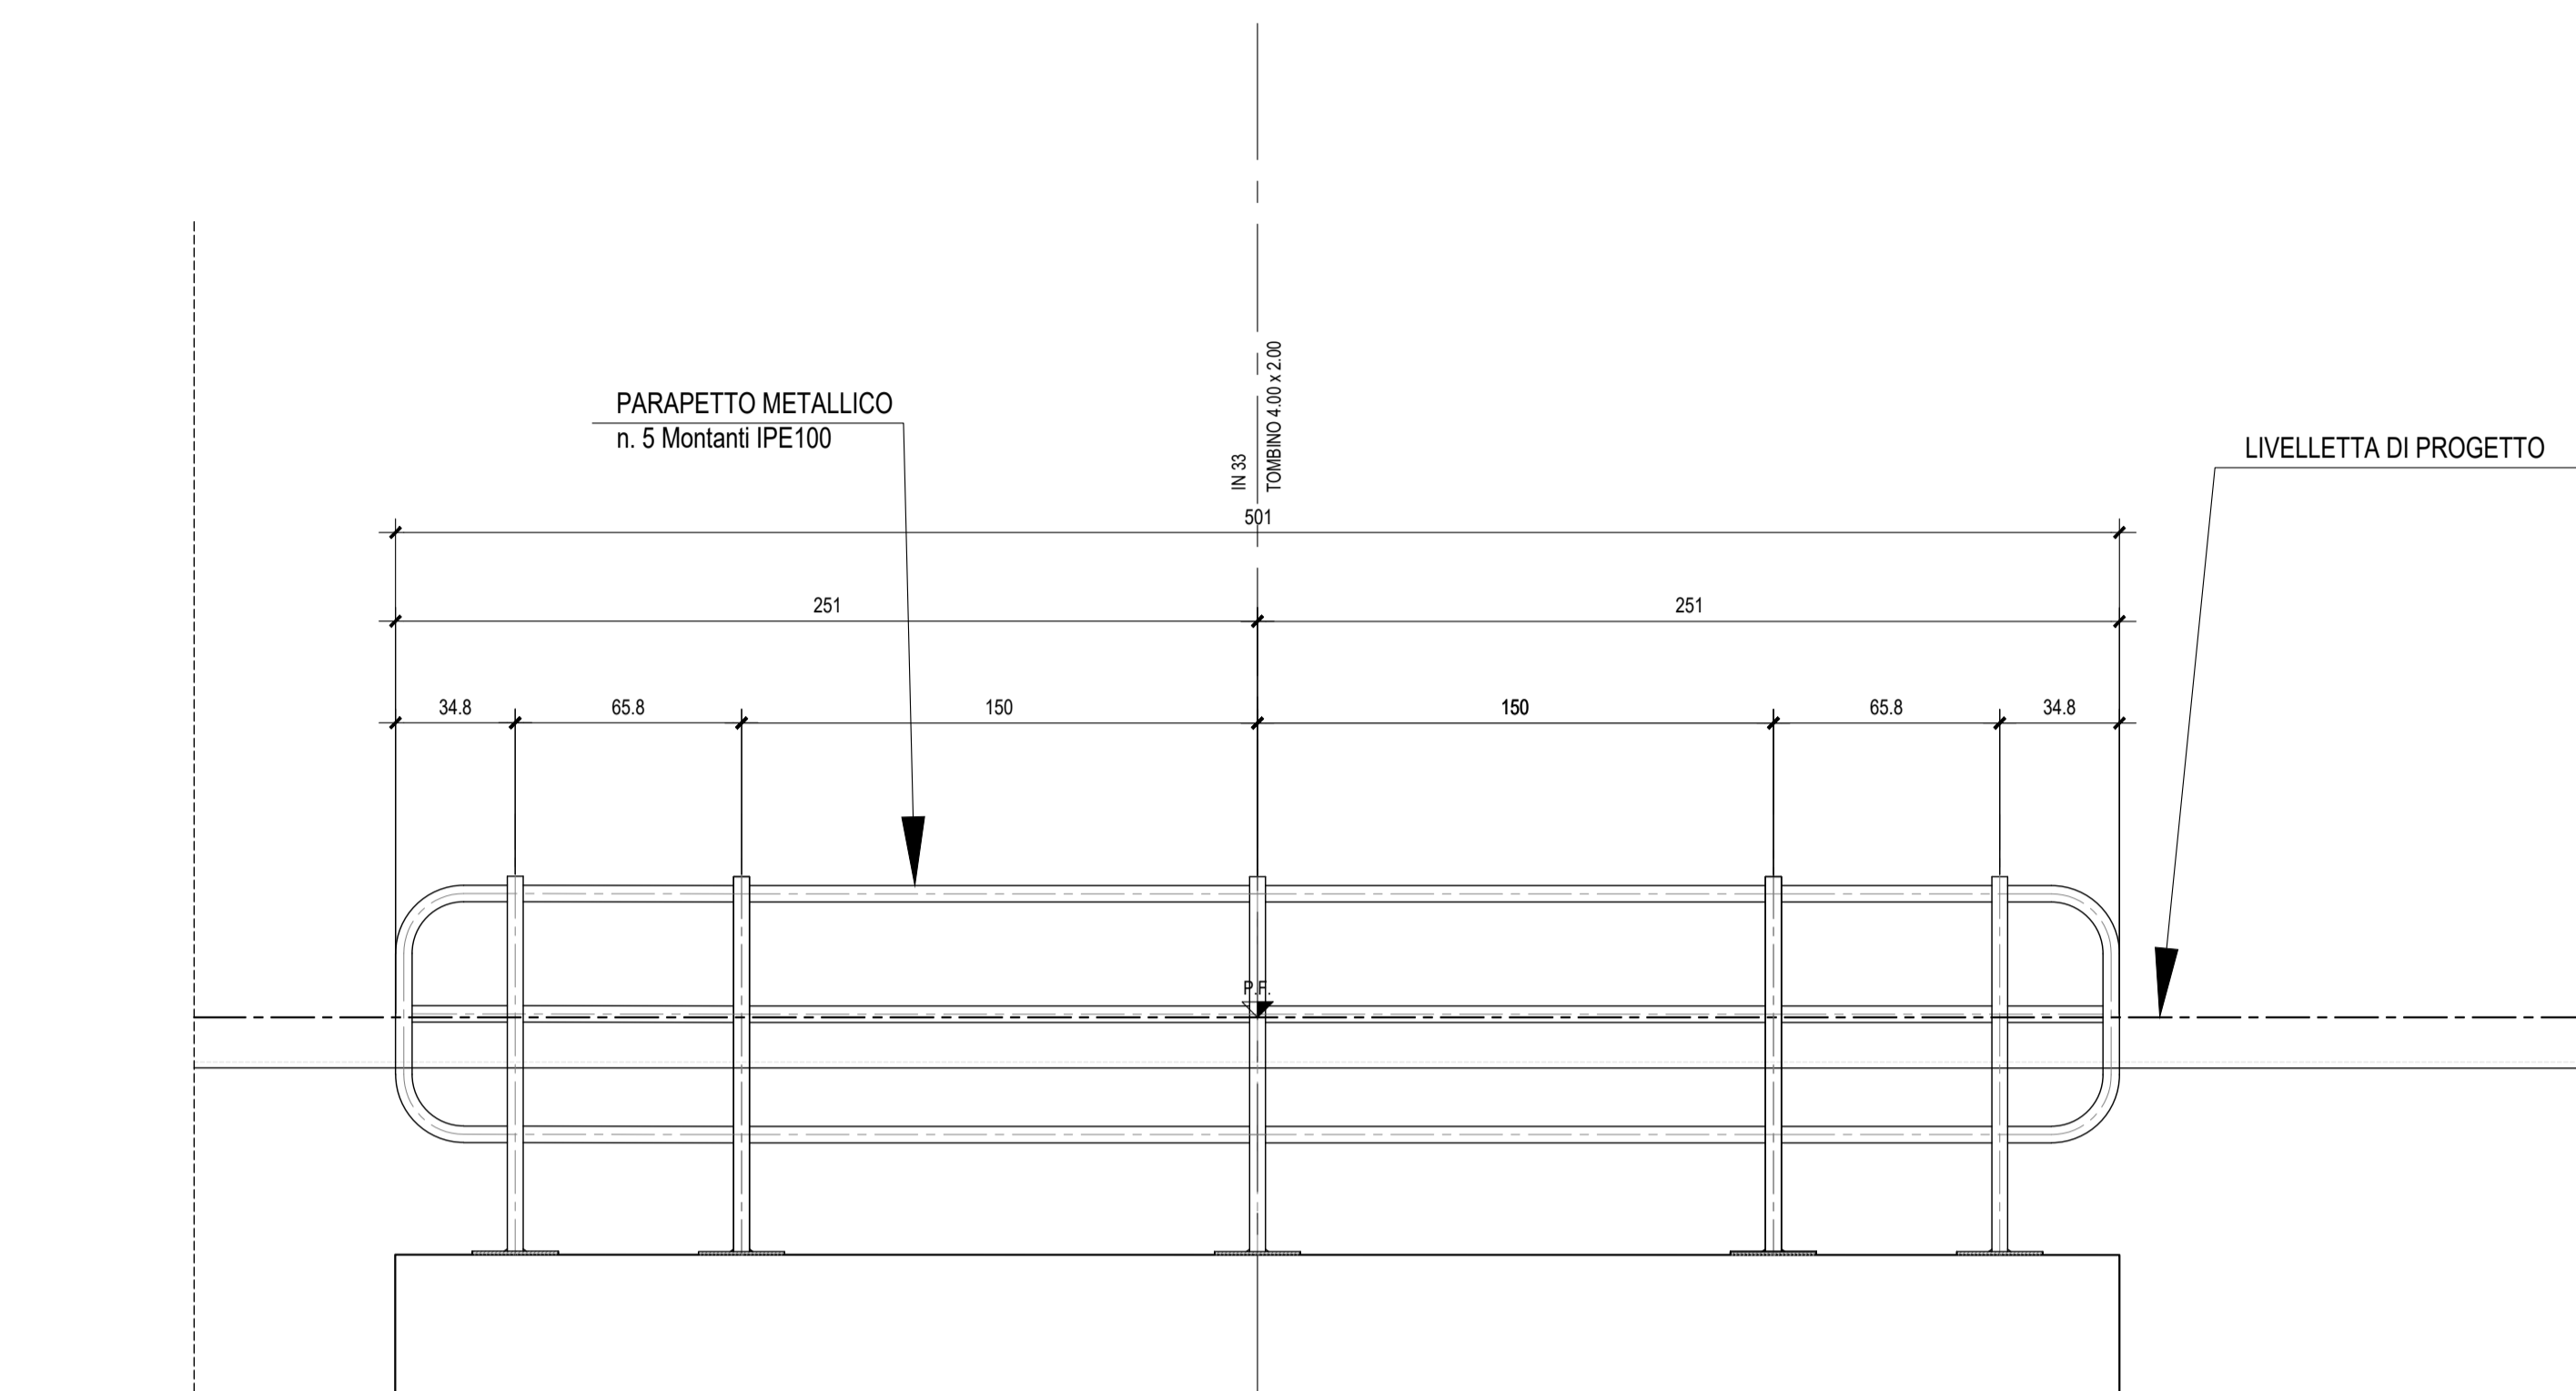 PARAPETTO METALLICO
n. 5 Montanti IPE100
IN 33
TOMBINO 4.00 x 2.00
LIVELLETTA DI PROGETTO
501
251
251
34.8
65.8
150
150
65.8
34.8
P.F.